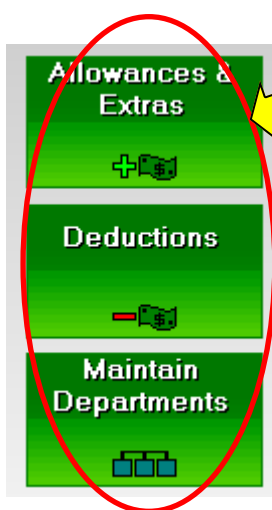 Allowances &
Extras
Deductions
Maintain
Departments